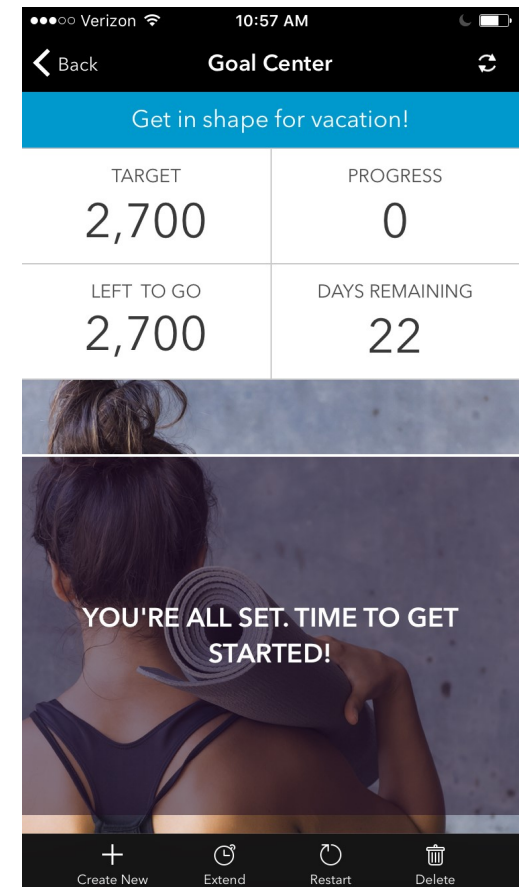 Verizon 10:57 AM
Back Goal Center
Get in shape for vacation!
TARGET PROGRESS
2,700 0
LEFT TO GO DAYS REMAINING
2,700 22
YOU'RE ALL SET. TIME TO GET
STARTED!
Create New Extend Restart Delete